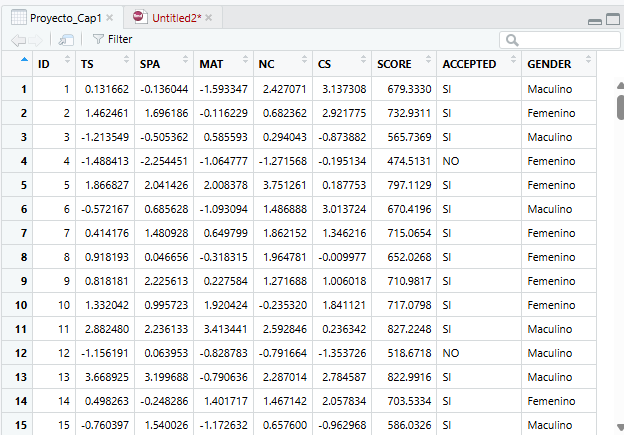 Proyecto_Cap1 Untitled2*
Filter
ID TS SPA MAT NC CS SCORE ACCEPTED GENDER
1 1 0.131662 -0.136044 -1.593347 2.427071 3.137308 679.3330 SI Maculino
2 2 1.462461 1.696186 -0.116229 0.682362 2.921775 732.9311 SI Femenino
3 3 -1.213549 -0.505362 0.585593 0.294043 -0.873882 565.7369 SI Maculino
4 4 -1.488413 -2.254451 -1.064777 -1.271568 -0.195134 474.5131 NO Femenino
5 5 1.866827 2.041426 2.008378 3.751261 0.187753 797.1129 SI Femenino
6 6 -0.572167 0.685628 -1.093094 1.486888 3.013724 670.4196 SI Maculino
7 7 0.414176 1.480928 0.649799 1.862152 1.346216 715.0654 SI Femenino
8 8 0.918193 0.046656 -0.318315 1.964781 -0.009977 652.0268 SI Femenino
9 9 0.818181 2.225613 0.227584 1.271688 1.006018 710.9817 SI Femenino
10 10 1.332042 0.995723 1.920424 -0.235320 1.841121 717.0798 SI Femenino
11 11 2.882480 2.236133 3.413441 2.592846 0.236342 827.2248 SI Maculino
12 12 -1.156191 0.063953 -0.828783 -0.791664 -1.353726 518.6718 NO Maculino
13 13 3.668925 3.199688 -0.790636 2.287014 2.784587 822.9916 SI Maculino
14 14 0.498263 -0.248286 1.401717 1.467142 2.057834 703.5334 SI Femenino
15 15 -0.760397 1.540026 -1.172632 0.657600 -0.962968 586.0326 SI Maculino